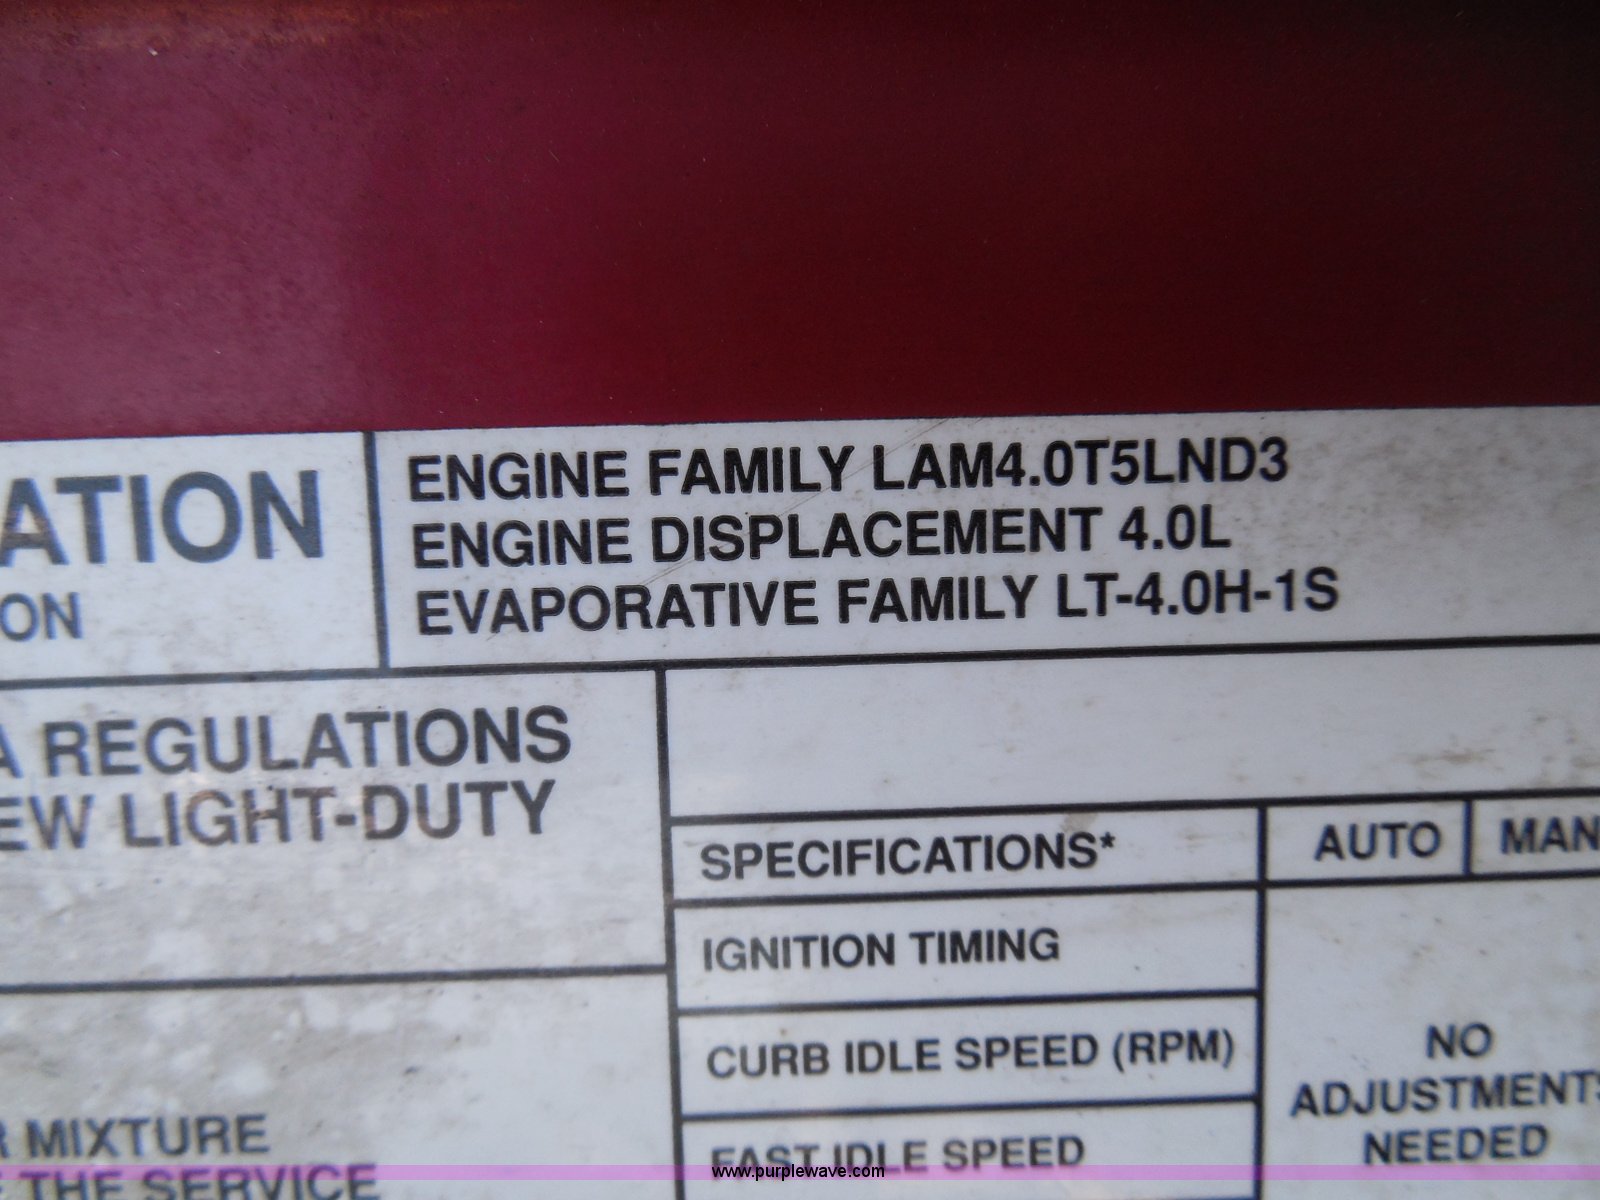 ATION
ON
ENGINE FAMILY LAM4.0T5LND3
ENGINE DISPLACEMENT 4.0L
EVAPORATIVE FAMILY LT-4.0H-1S
A REGULATIONS
EW LIGHT-DUTY
SPECIFICATIONS* AUTO MAN
IGNITION TIMING
CURB IDLE SPEED (RPM)
FAST IDLE SPEED
NO
ADJUSTMENTS
NEEDED
R MIXTURE
THE SERVICE
www.purplewave.com